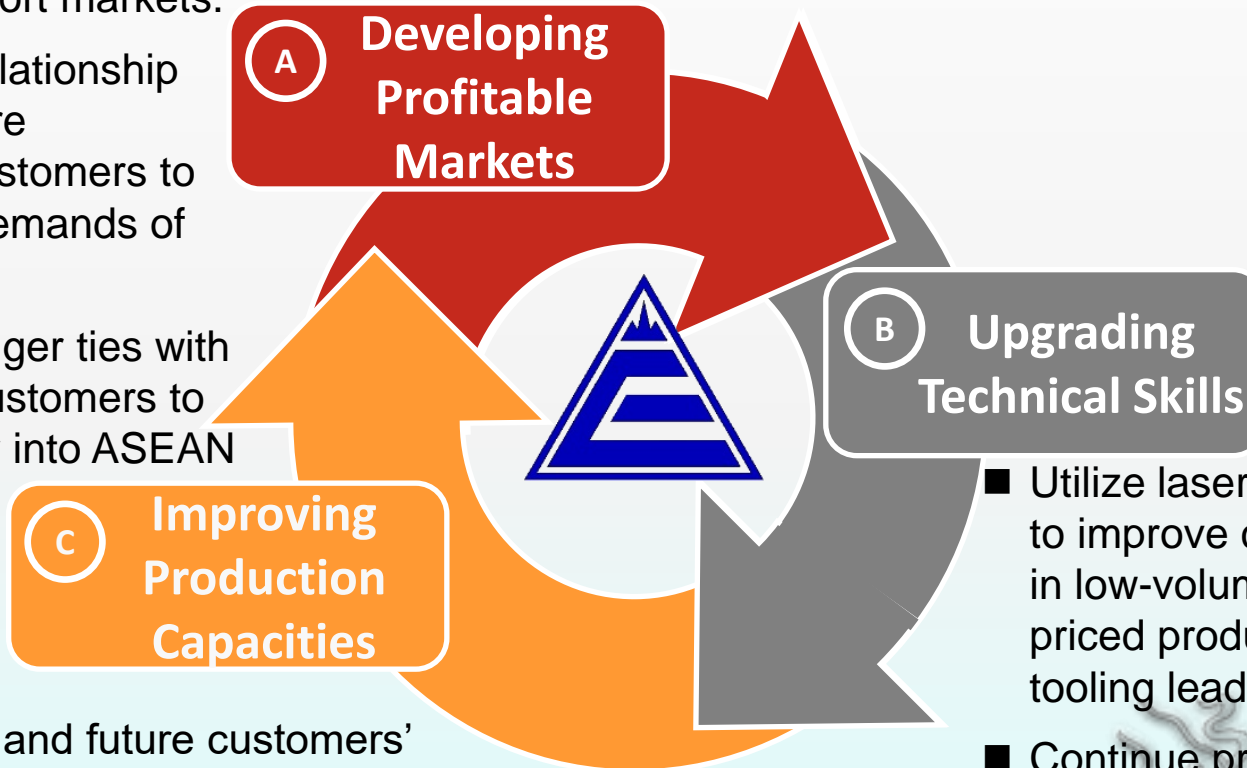 ort markets.
lationship
re
stomers to
emands of
ger ties with
ustomers to
into ASEAN
A
Developing
Profitable
Markets
B
Upgrading
Technical Skills
C
Improving
Production
Capacities
and future customers’
■ Utilize laser
to improve
in low-volum
priced produ
tooling lead
■ Continue pr